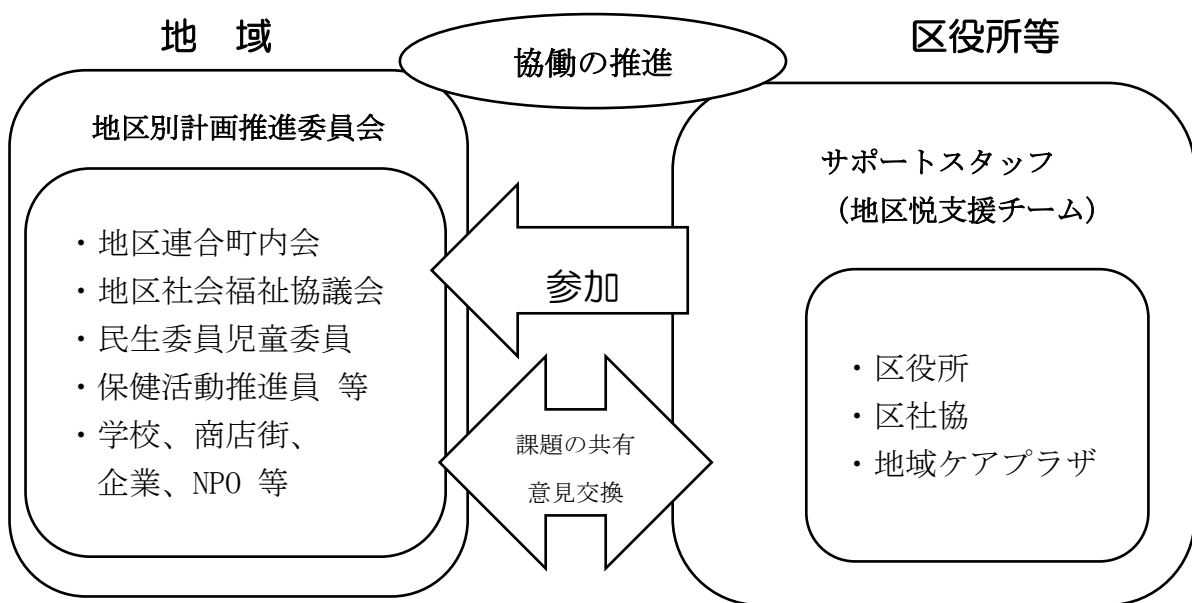 地　域
協働の推進
区役所等
地区別計画推進委員会
・地区連合町内会
・地区社会福祉協議会
・民生委員児童委員
・保健活動推進員 等
・学校、商店街、
企業、NPO 等
参加
課題の共有
意見交換
サポートスタッフ
（地区悦支援チーム）
・区役所
・区社協
・地域ケアプラザ